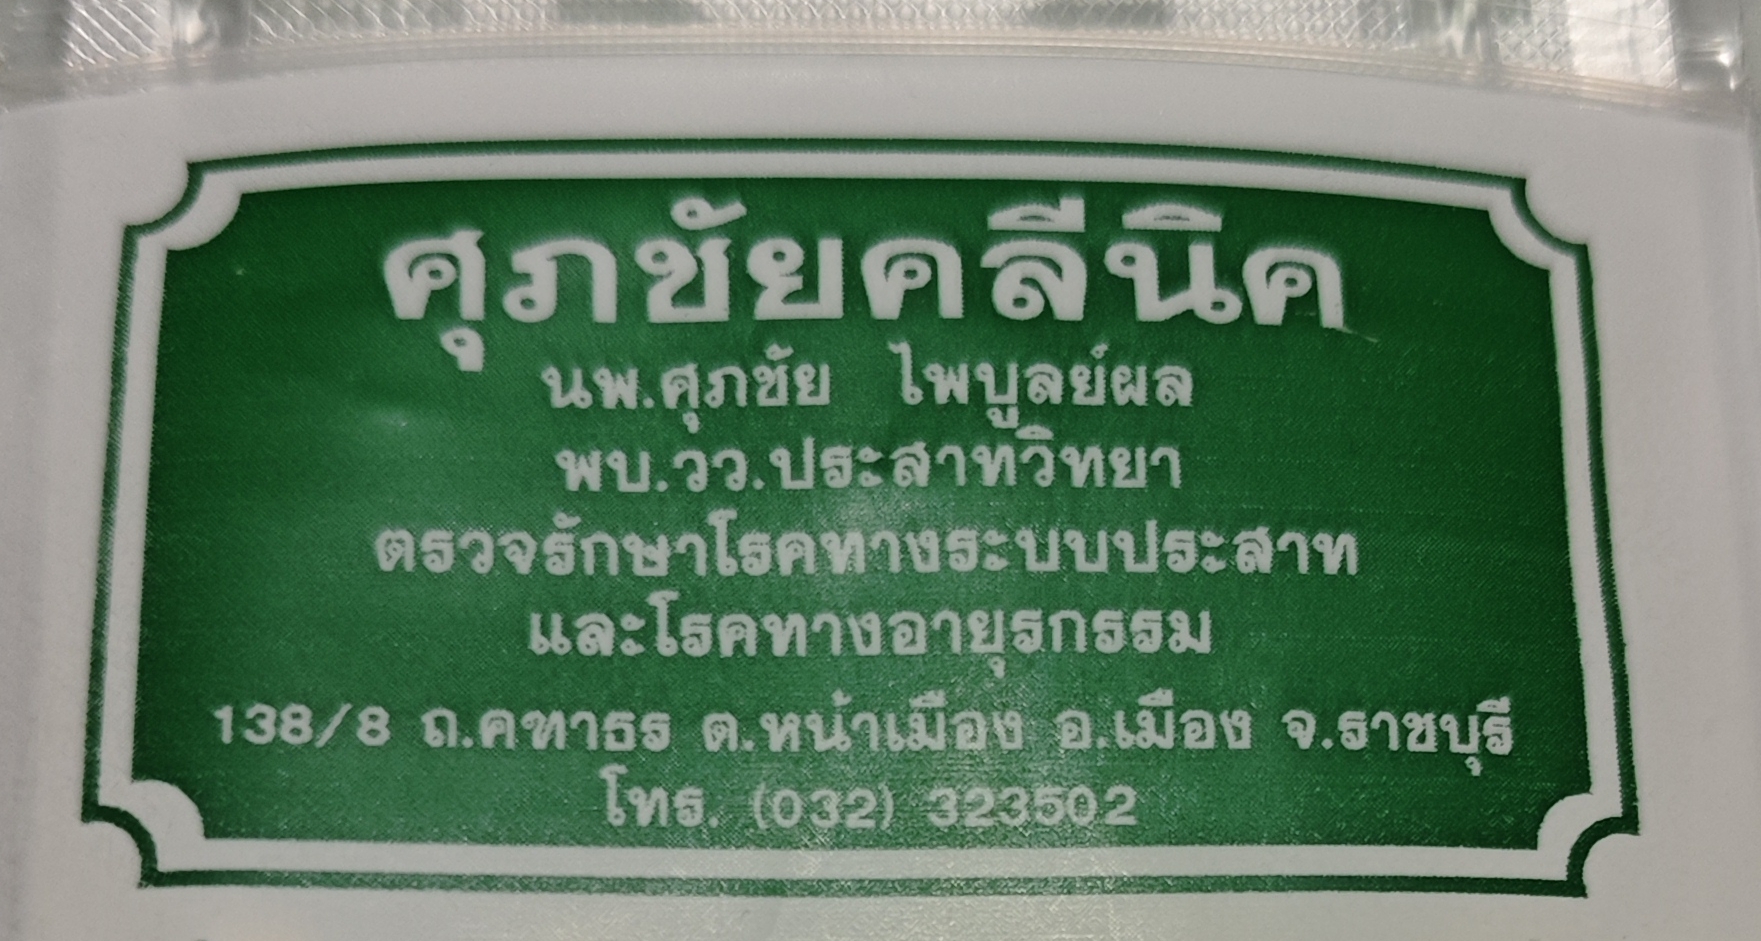 ศุภชัยคลีนิค
นพ.ศุภชัย ไพบูลย์ผล
พบ.วว.ประสาทวิทยา
ตรวจรักษาโรคทางระบบประสาท
และโรคทางอายุรกรรม
138/8 ถ.คฑาธร ต.หน้าเมือง อ.เมือง จ.ราชบุรี
โทร. (032) 323502